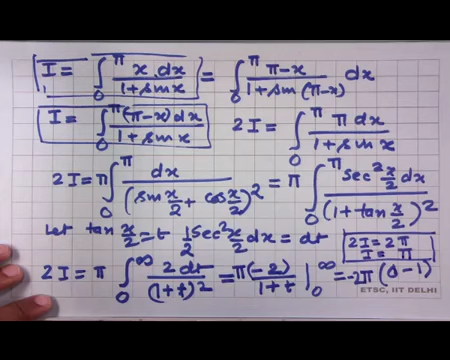 I = ∫₀^π x dx / (1 + sin x) = ∫₀^π (π - x) / (1 + sin(π - x)) dx
I = ∫₀^π (π - x) dx / (1 + sin x) 2I = ∫₀^π π dx / (1 + sin x)
2I = π ∫₀^π dx / (sin x/2 + cos x/2)² = π ∫₀^π sec² x/2 dx / (1 + tan x/2)²
Let tan x/2 = t 1/2 sec² x/2 dx = dt 2I = 2π
I = π
2I = π ∫₀^∞ 2dt / (1 + t)² = π(-2) / (1 + t) |₀^∞ = -2π (0 - 1)
ETSC, IIT DELHI